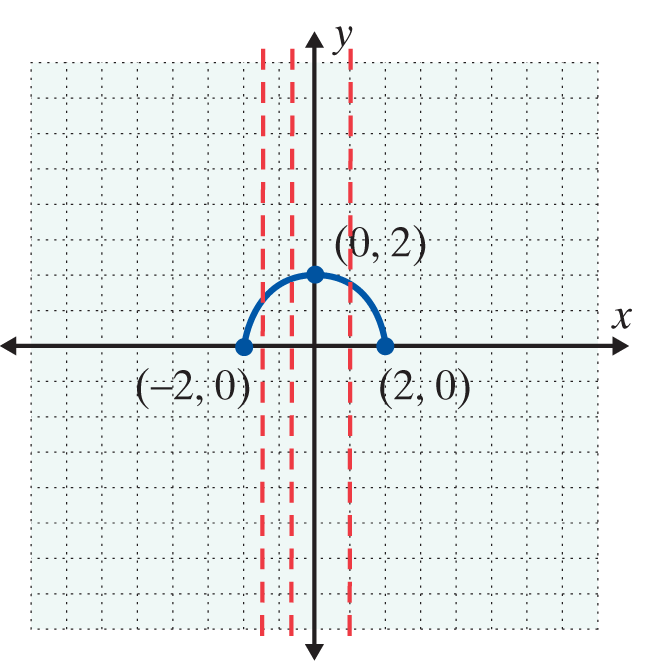 y
(0, 2)
x
(–2, 0)
(2, 0)